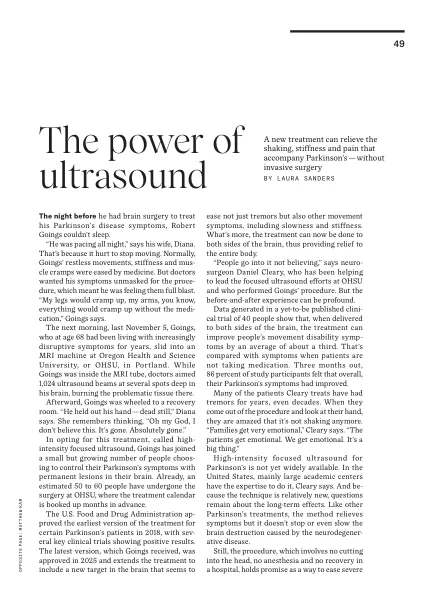 49
The power of
ultrasound
A new treatment can relieve the
shaking, stiffness and pain that
accompany Parkinson's — without
invasive surgery
BY LAURA SANDERS
The night before he had brain surgery to treat
his Parkinson's disease symptoms, Robert
Goings couldn't sleep.
"He was pacing all night," says his wife, Diana.
That's because it hurt to stop moving. Normally,
Goings' restless movements, stiffness and mus-
cle cramps were eased by medicine. But doctors
wanted his symptoms unmasked for the proce-
dure, which meant he was feeling them full blast.
"My legs would cramp up, my arms, you know,
everything would cramp up without the medi-
cation," Goings says.
The next morning, last November 5, Goings,
who at age 68 had been living with increasingly
disruptive symptoms for years, slid into an
MRI machine at Oregon Health and Science
University, or OHSU, in Portland. While
Goings was inside the MRI tube, doctors aimed
1,024 ultrasound beams at several spots deep in
his brain, burning the problematic tissue there.
Afterward, Goings was wheeled to a recovery
room. "He held out his hand — dead still," Diana
says. She remembers thinking, "Oh my God, I
don't believe this. It's gone. Absolutely gone."
In opting for this treatment, called high-
intensity focused ultrasound, Goings has joined
a small but growing number of people choos-
ing to control their Parkinson's symptoms with
permanent lesions in their brain. Already, an
estimated 50 to 60 people have undergone the
surgery at OHSU, where the treatment calendar
is booked up months in advance.
The U.S. Food and Drug Administration ap-
proved the earliest version of the treatment for
certain Parkinson's patients in 2018, with sev-
eral key clinical trials showing positive results.
The latest version, which Goings received, was
approved in 2025 and extends the treatment to
include a new target in the brain that seems to
ease not just tremors but also other movement
symptoms, including slowness and stiffness.
What's more, the treatment can now be done to
both sides of the brain, thus providing relief to
the entire body.
"People go into it not believing," says neuro-
surgeon Daniel Cleary, who has been helping
to lead the focused ultrasound efforts at OHSU
and who performed Goings' procedure. But the
before-and-after experience can be profound.
Data generated in a yet-to-be published clini-
cal trial of 40 people show that, when delivered
to both sides of the brain, the treatment can
improve people's movement disability symp-
toms by an average of about a third. That's
compared with symptoms when patients are
not taking medication. Three months out,
86 percent of study participants felt that overall,
their Parkinson's symptoms had improved.
Many of the patients Cleary treats have had
tremors for years, even decades. When they
come out of the procedure and look at their hand,
they are amazed that it's not shaking anymore.
"Families get very emotional," Cleary says. "The
patients get emotional. We get emotional. It's a
big thing."
High-intensity focused ultrasound for
Parkinson's is not yet widely available. In the
United States, mainly large academic centers
have the expertise to do it, Cleary says. And be-
cause the technique is relatively new, questions
remain about the long-term effects. Like other
Parkinson's treatments, the method relieves
symptoms but it doesn't stop or even slow the
brain destruction caused by the neurodegener-
ative disease.
Still, the procedure, which involves no cutting
into the head, no anesthesia and no recovery in
a hospital, holds promise as a way to ease severe